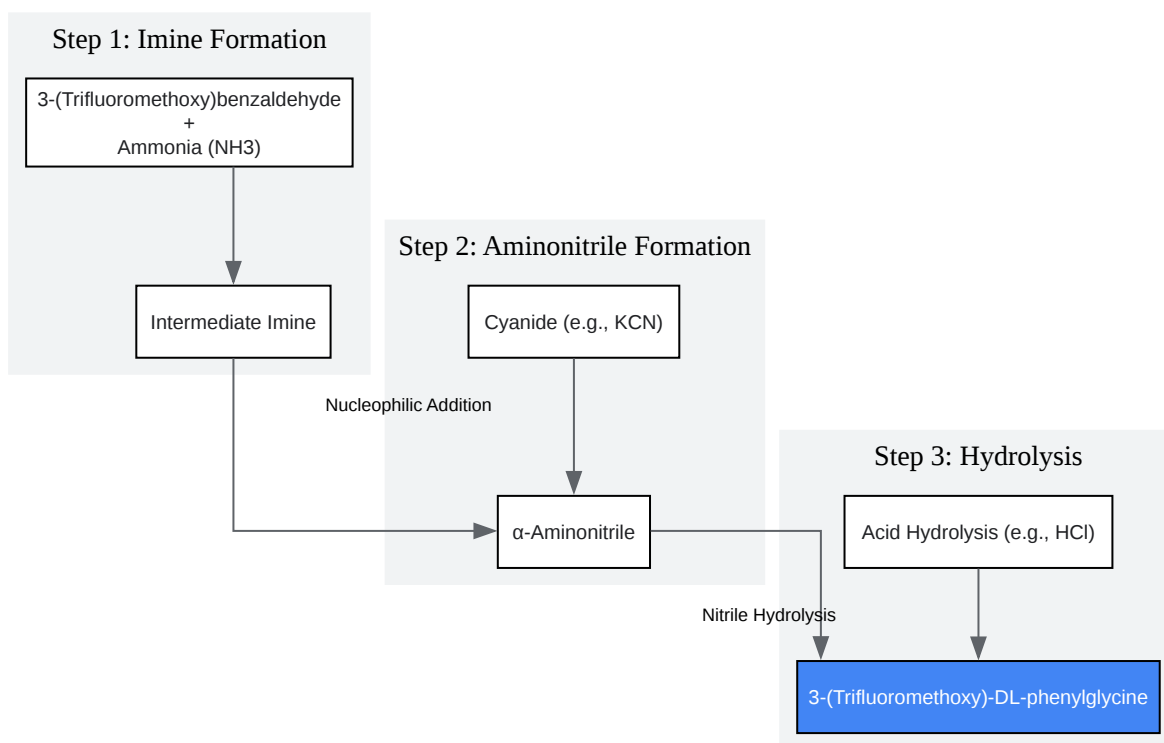 Step 1: Imine Formation
3-(Trifluoromethoxy)benzaldehyde
+
Ammonia (NH3)
Intermediate Imine
Step 2: Aminonitrile Formation
Cyanide (e.g., KCN)
Nucleophilic Addition
α-Aminonitrile
Step 3: Hydrolysis
Acid Hydrolysis (e.g., HCl)
Nitrile Hydrolysis
3-(Trifluoromethoxy)-DL-phenylglycine